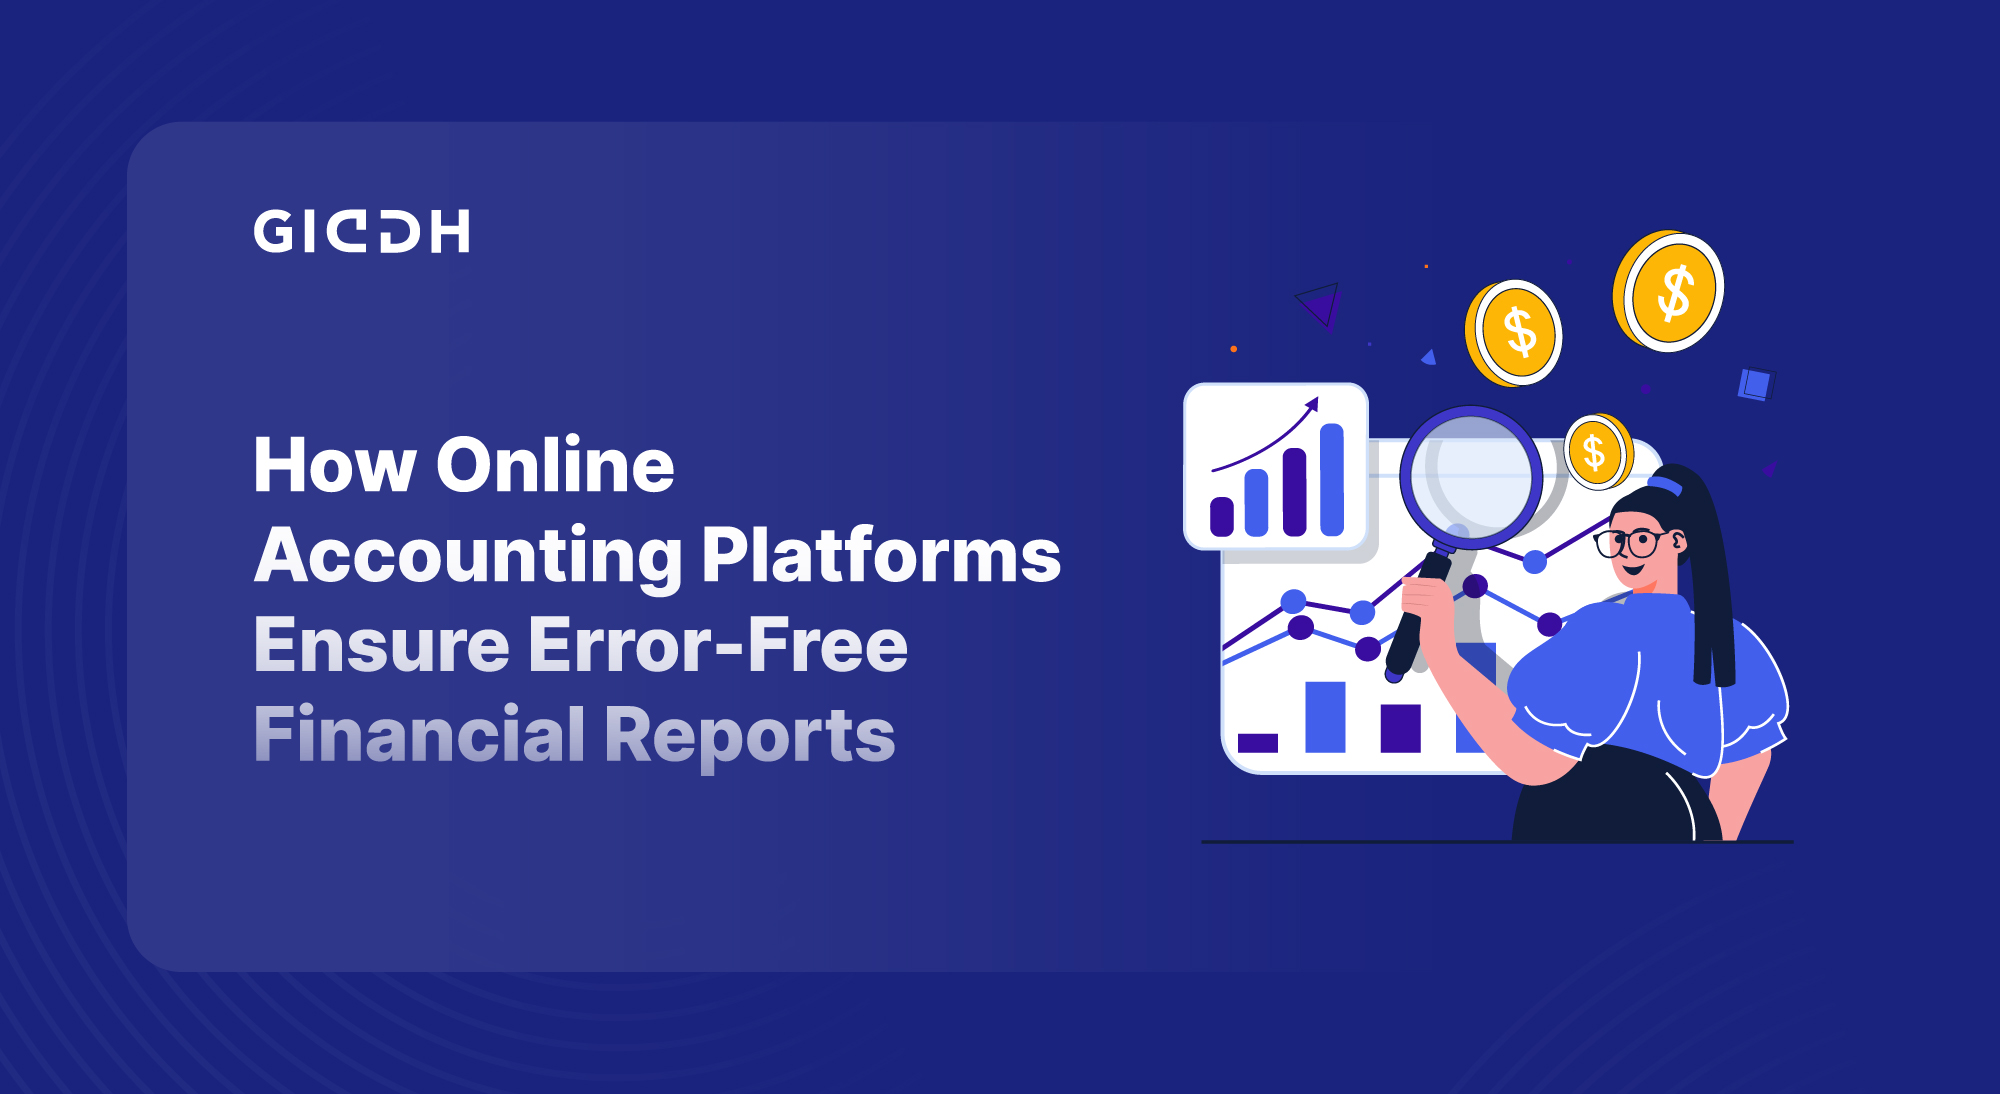 GIDDH
How Online
Accounting Platforms
Ensure Error-Free
Financial Reports
$
$
$